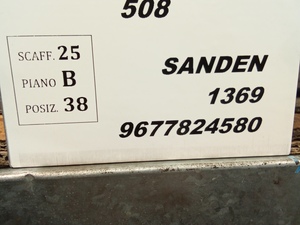 508
SCAFF. 25
PIANO B
POSIZ. 38
SANDEN
1369
9677824580